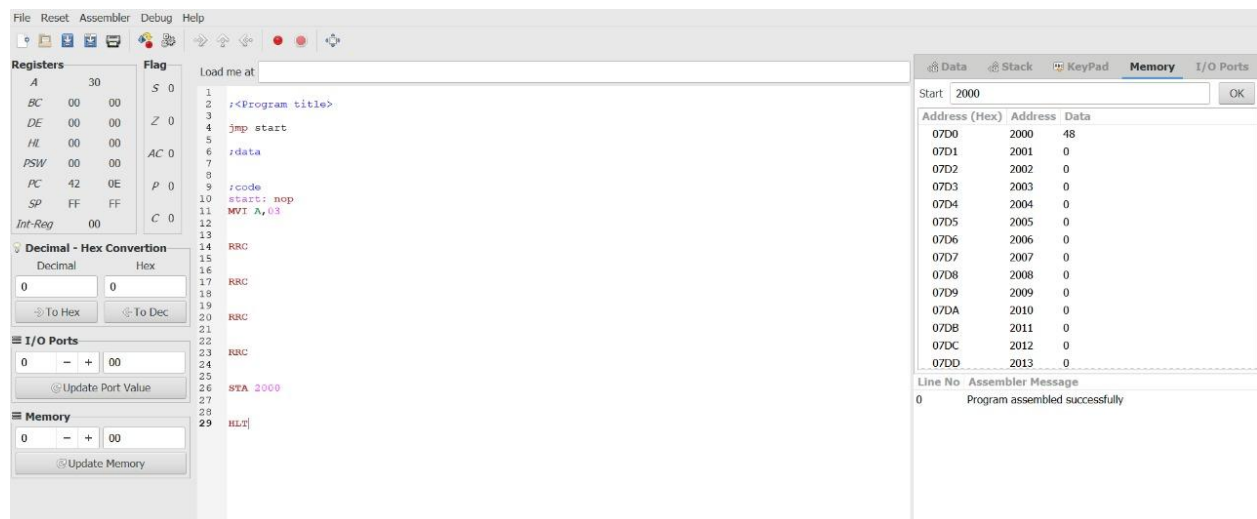 File Reset Assembler Debug Help
Registers
A 30
BC 00 00
DE 00 00
HL 00 00
PSW 00 00
PC 42 0E
SP FF FF
Int-Reg 00
Flag
S 0
Z 0
AC 0
P 0
C 0
Decimal - Hex Convertion
Decimal Hex
0 0
To Hex To Dec
I/O Ports
0 − + 00
Update Port Value
Memory
0 − + 00
Update Memory
Load me at
1
2 ;<Program title>
3
4 jmp start
5
6 ;data
7
8
9 ;code
10 start: nop
11 MVI A,03
12
13
14 RRC
15
16
17 RRC
18
19
20 RRC
21
22
23 RRC
24
25
26 STA 2000
27
28
29 HLT
Data Stack KeyPad Memory I/O Ports
Start 2000 OK
Address (Hex) Address Data
07D0 2000 48
07D1 2001 0
07D2 2002 0
07D3 2003 0
07D4 2004 0
07D5 2005 0
07D6 2006 0
07D7 2007 0
07D8 2008 0
07D9 2009 0
07DA 2010 0
07DB 2011 0
07DC 2012 0
07DD 2013 0
Line No Assembler Message
0 Program assembled successfully